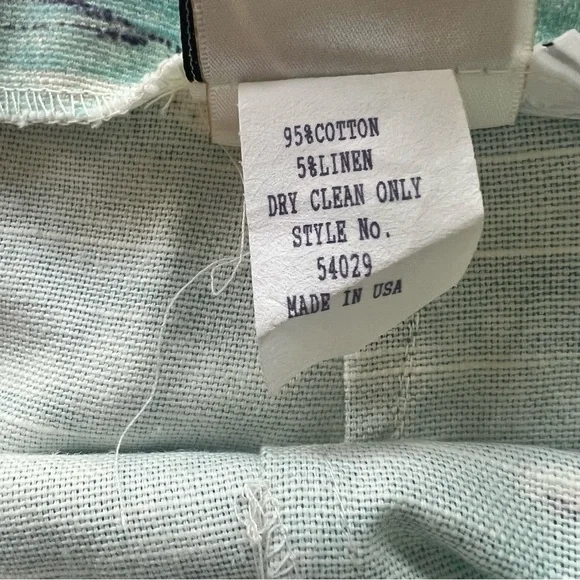 95%COTTON
5%LINEN
DRY CLEAN ONLY
STYLE No.
54029
MADE IN USA